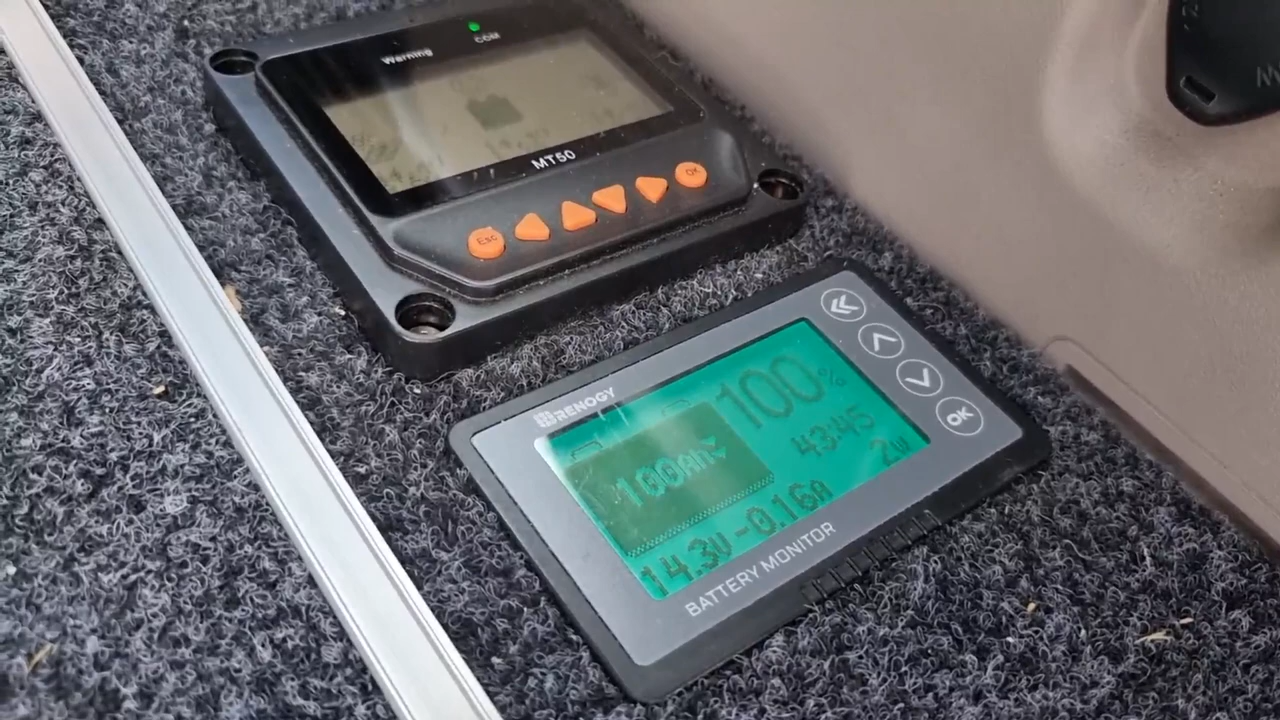 Warning
COM
MT50
Esc
OK
RENOGY
100%
43:45
100Ah
2W
14.3V -0.16A
BATTERY MONITOR
OK